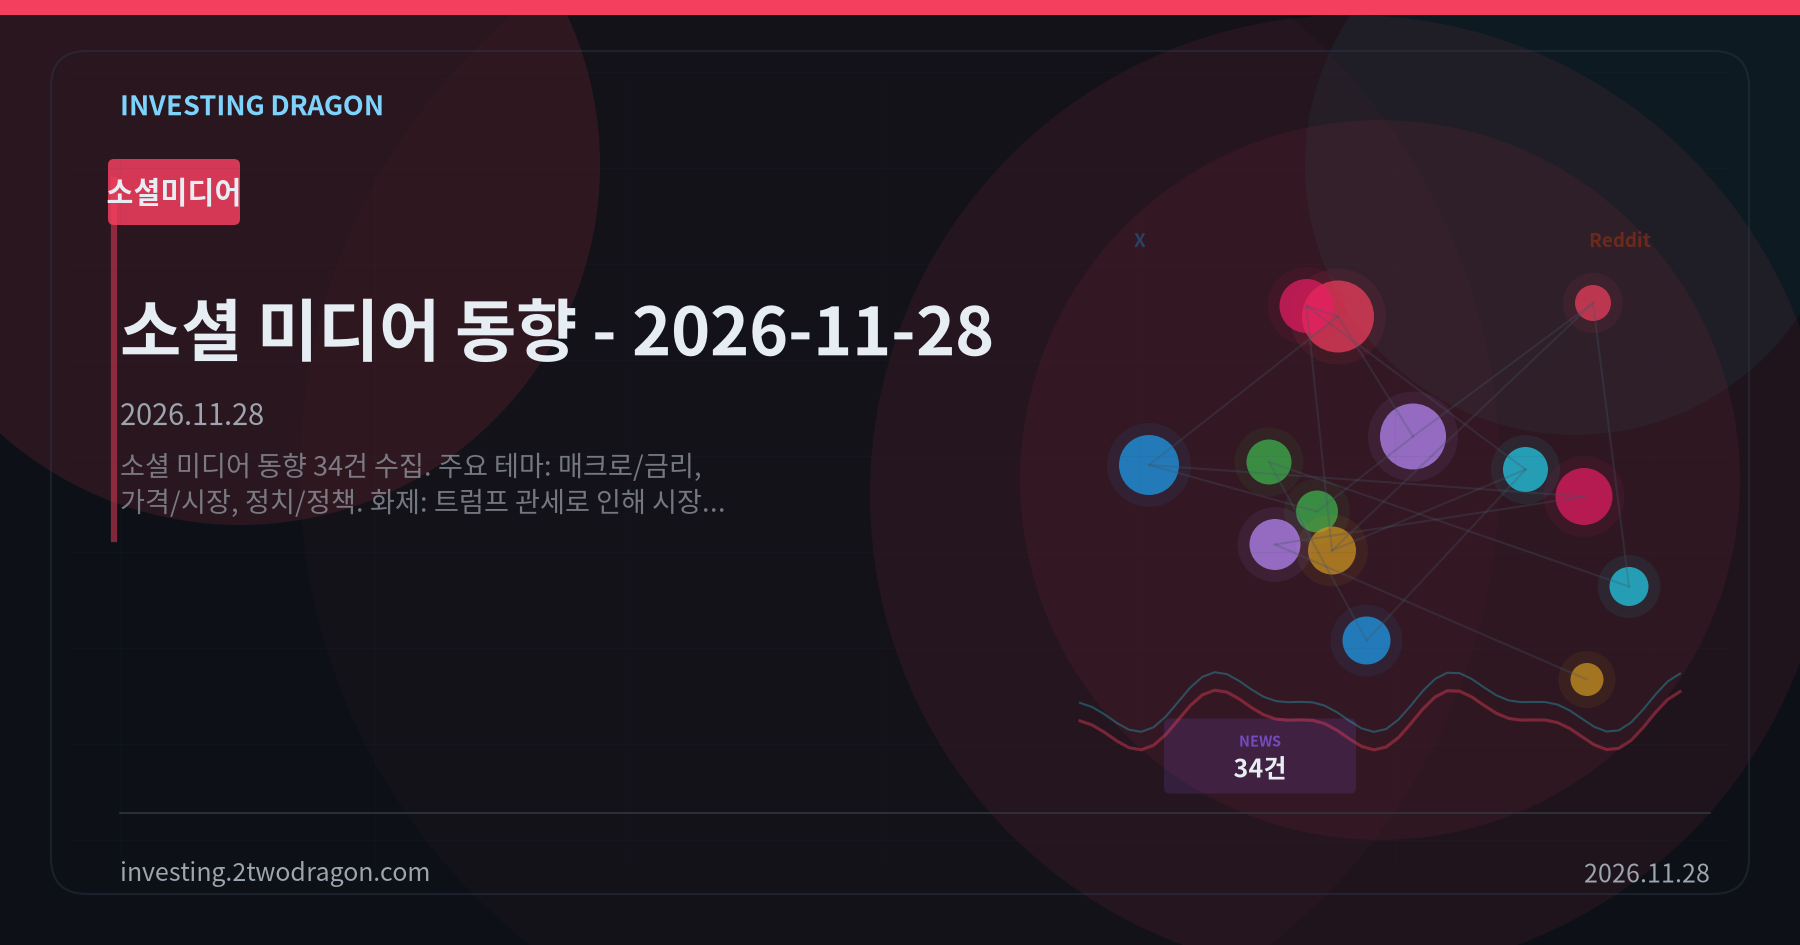 INVESTING DRAGON
소셜미디어
소셜 미디어 동향 - 2026-11-28
2026.11.28
소셜 미디어 동향 34건 수집. 주요 테마: 매크로/금리,
가격/시장, 정치/정책. 화제: 트럼프 관세로 인해 시장...
X
Reddit
NEWS
34건
investing.2twodragon.com
2026.11.28